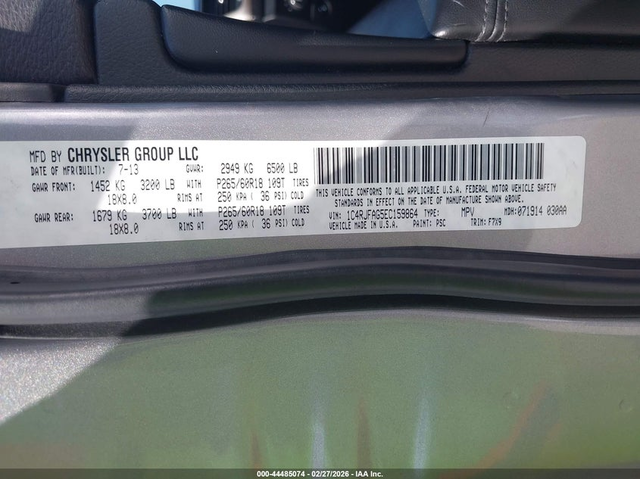 MFD BY CHRYSLER GROUP LLC
DATE OF MFR(BUILT): 7-13 GVWR: 2949 KG 6500 LB
GAWR FRONT: 1452 KG 3200 LB WITH P265/60R18 109T TIRES
18X8.0 RIMS AT 250 KPA ( 36 PSI) COLD
GAWR REAR: 1679 KG 3700 LB WITH P265/60R18 109T TIRES
18X8.0 RIMS AT 250 KPA ( 36 PSI) COLD
THIS VEHICLE CONFORMS TO ALL APPLICABLE U.S.A. FEDERAL MOTOR VEHICLE SAFETY
STANDARDS IN EFFECT ON THE DATE OF MANUFACTURE SHOWN ABOVE.
VIN: 1C4RJFAG5EC159864 TYPE: MPV MDH: 071914 030AA
VEHICLE MADE IN U.S.A. PAINT: PSC TRIM: F7X9
000-44485074 - 02/27/2026 - IAA Inc.